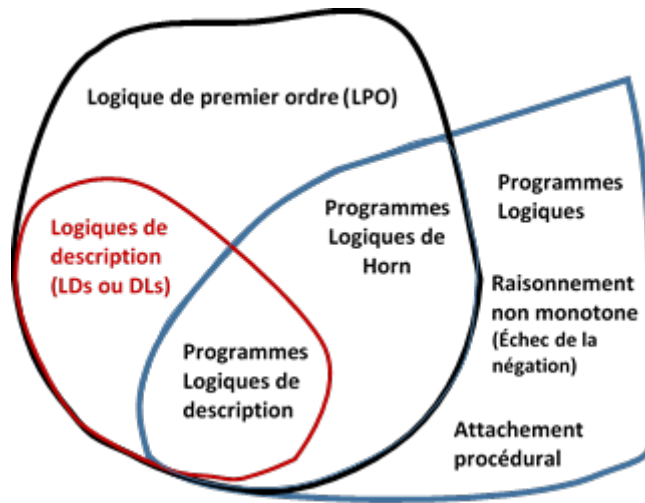 Logique de premier ordre (LPO)
Logiques de
description
(LDs ou DLs)
Programmes
Logiques de
Horn
Programmes
Logiques de
description
Programmes
Logiques
Raisonnement
non monotone
(Échec de la
négation)
Attachement
procédural